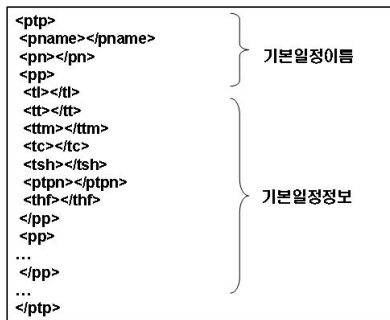 <ptp>
<pname></pname>
<pn></pn>
<pp>
<tl></tl>
<tt></tt>
<ttm></ttm>
<tc></tc>
<tsh></tsh>
<ptpn></ptpn>
<thf></thf>
</pp>
<pp>
...
</pp>
...
</ptp>
기본일정이름
기본일정정보